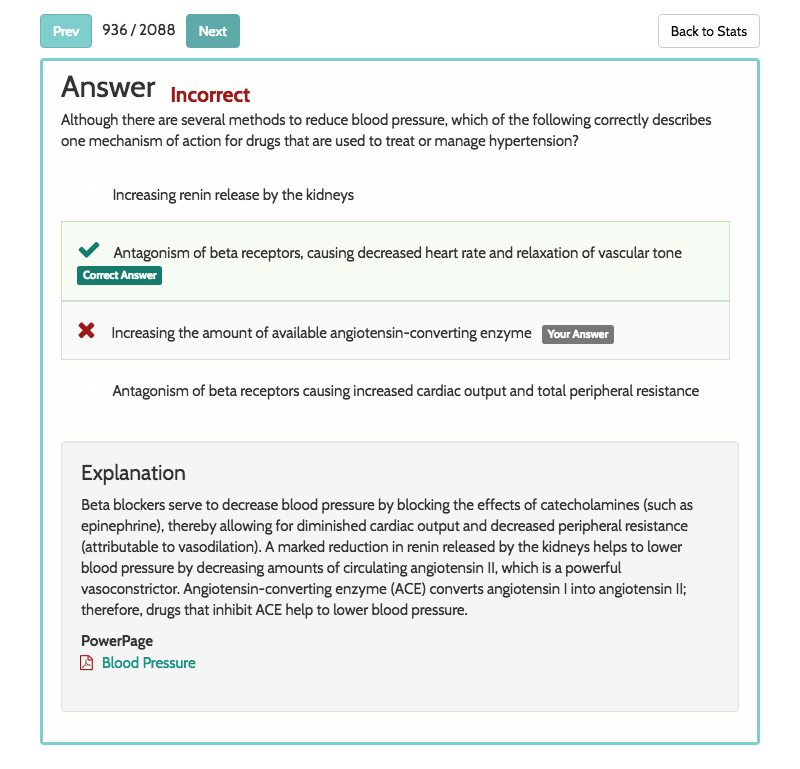 Prev 936 / 2088 Next Back to Stats
Answer Incorrect
Although there are several methods to reduce blood pressure, which of the following correctly describes
one mechanism of action for drugs that are used to treat or manage hypertension?
Increasing renin release by the kidneys
Antagonism of beta receptors, causing decreased heart rate and relaxation of vascular tone
Correct Answer
Increasing the amount of available angiotensin-converting enzyme Your Answer
Antagonism of beta receptors causing increased cardiac output and total peripheral resistance
Explanation
Beta blockers serve to decrease blood pressure by blocking the effects of catecholamines (such as
epinephrine), thereby allowing for diminished cardiac output and decreased peripheral resistance
(attributable to vasodilation). A marked reduction in renin released by the kidneys helps to lower
blood pressure by decreasing amounts of circulating angiotensin II, which is a powerful
vasoconstrictor. Angiotensin-converting enzyme (ACE) converts angiotensin I into angiotensin II;
therefore, drugs that inhibit ACE help to lower blood pressure.
PowerPage
Blood Pressure